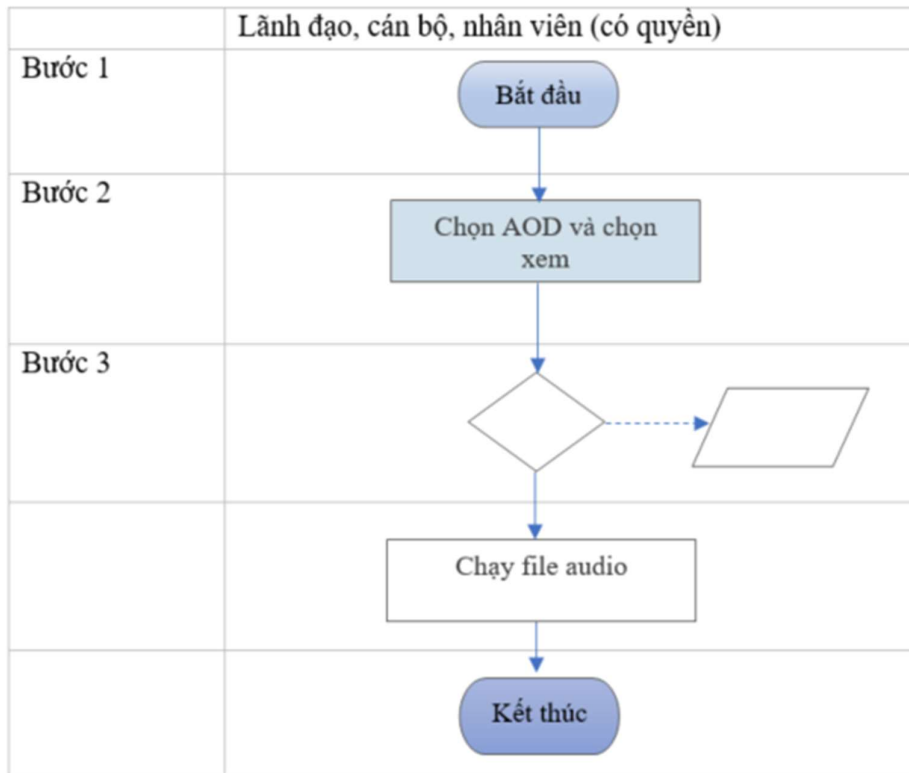 Lãnh đạo, cán bộ, nhân viên (có quyền)
Bước 1
Bắt đầu
Bước 2
Chọn AOD và chọn
xem
Bước 3
Chạy file audio
Kết thúc